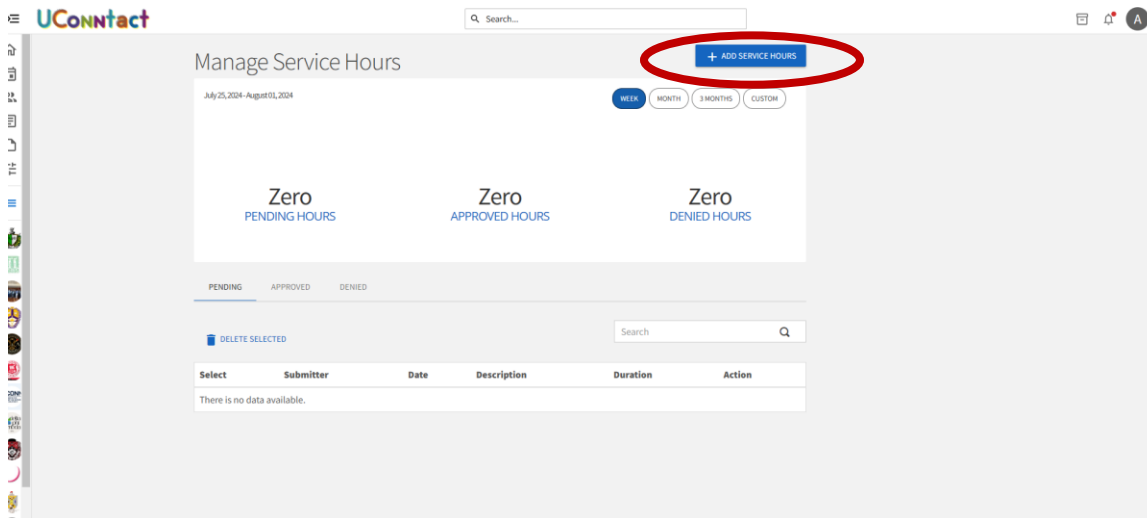 UCONNtact
Search...
A
Manage Service Hours
+ ADD SERVICE HOURS
July 25, 2024 - August 01, 2024
WEEK MONTH 3 MONTHS CUSTOM
Zero Zero Zero
PENDING HOURS APPROVED HOURS DENIED HOURS
PENDING APPROVED DENIED
DELETE SELECTED
Search
Select Submitter Date Description Duration Action
There is no data available.